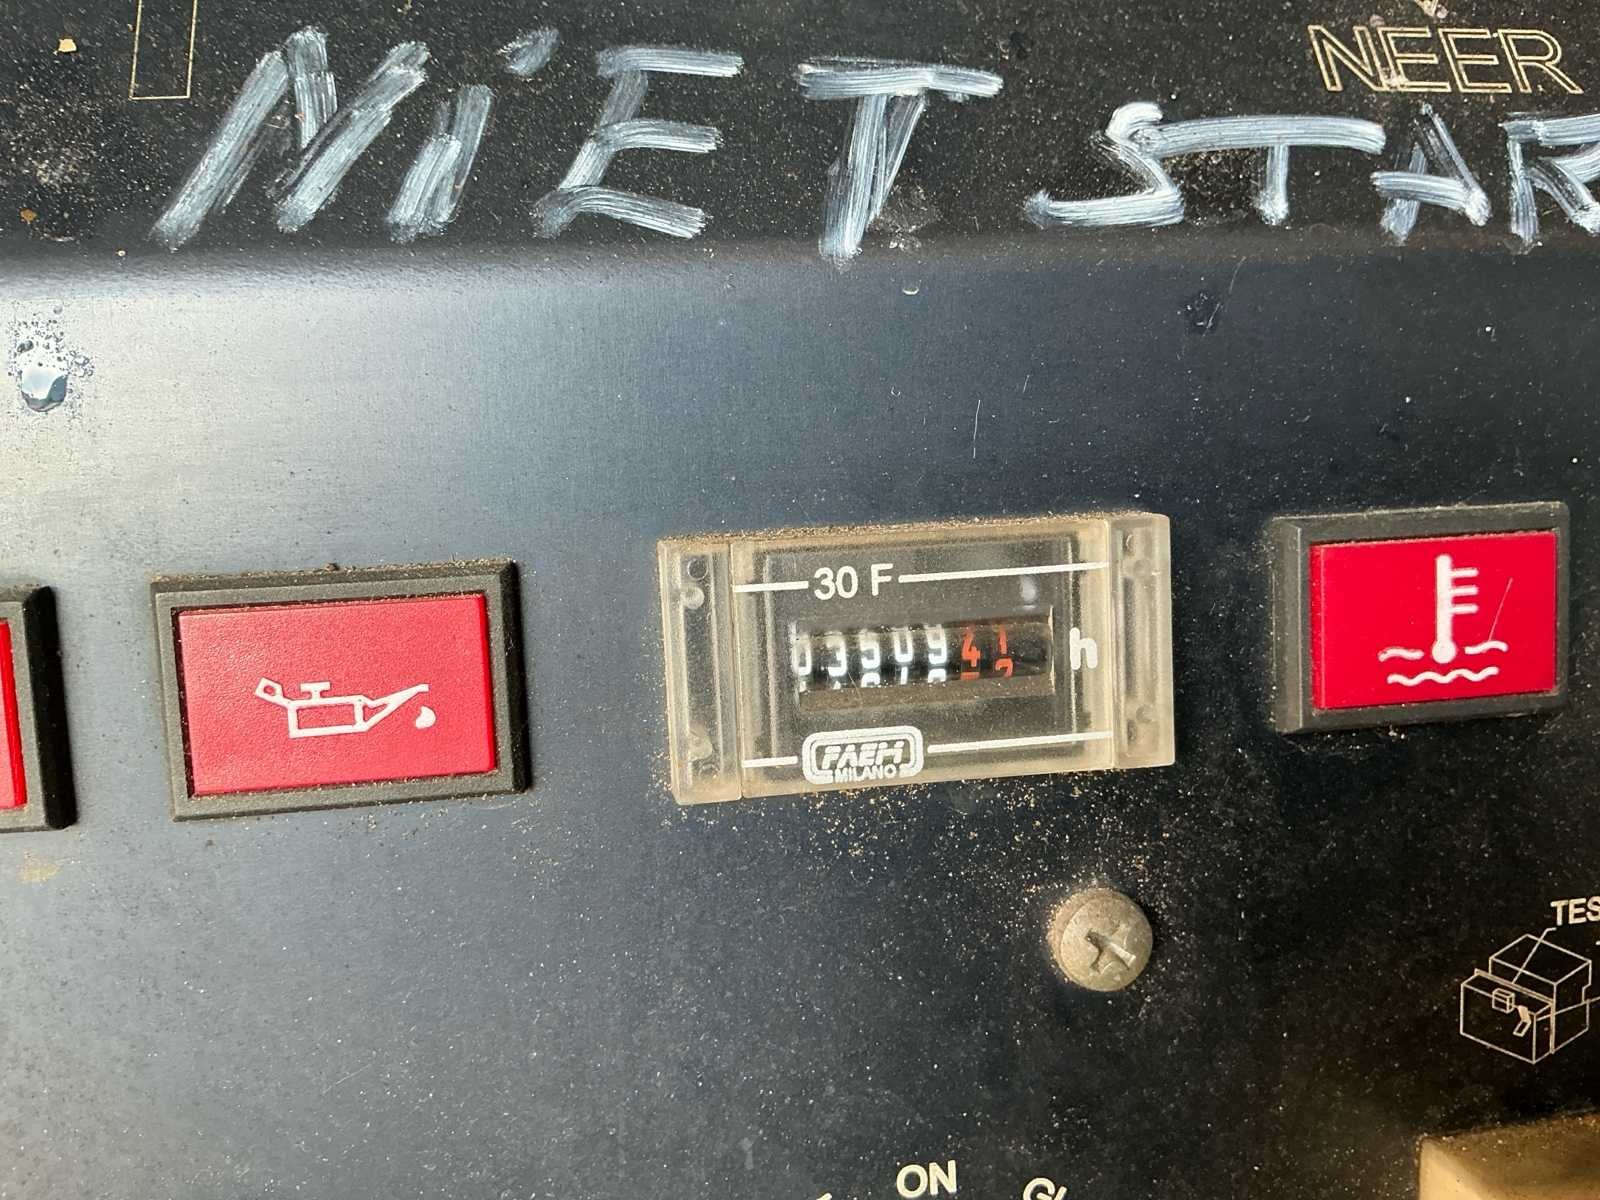 NEER
NiET STAR
30 F
03509 41
h
FAEM
MILANO
TES
ON